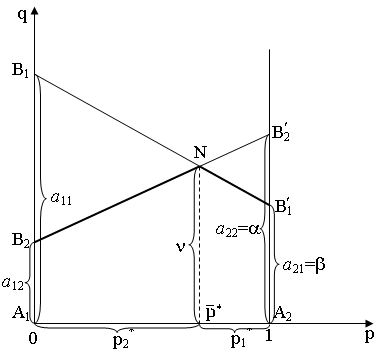 q
B₁
B₂′
N
a₁₁
B₂
B₁′
ν
a₂₂=α
a₂₁=β
a₁₂
A₁
p̅*
A₂
0
p₂*
p₁*
1
p